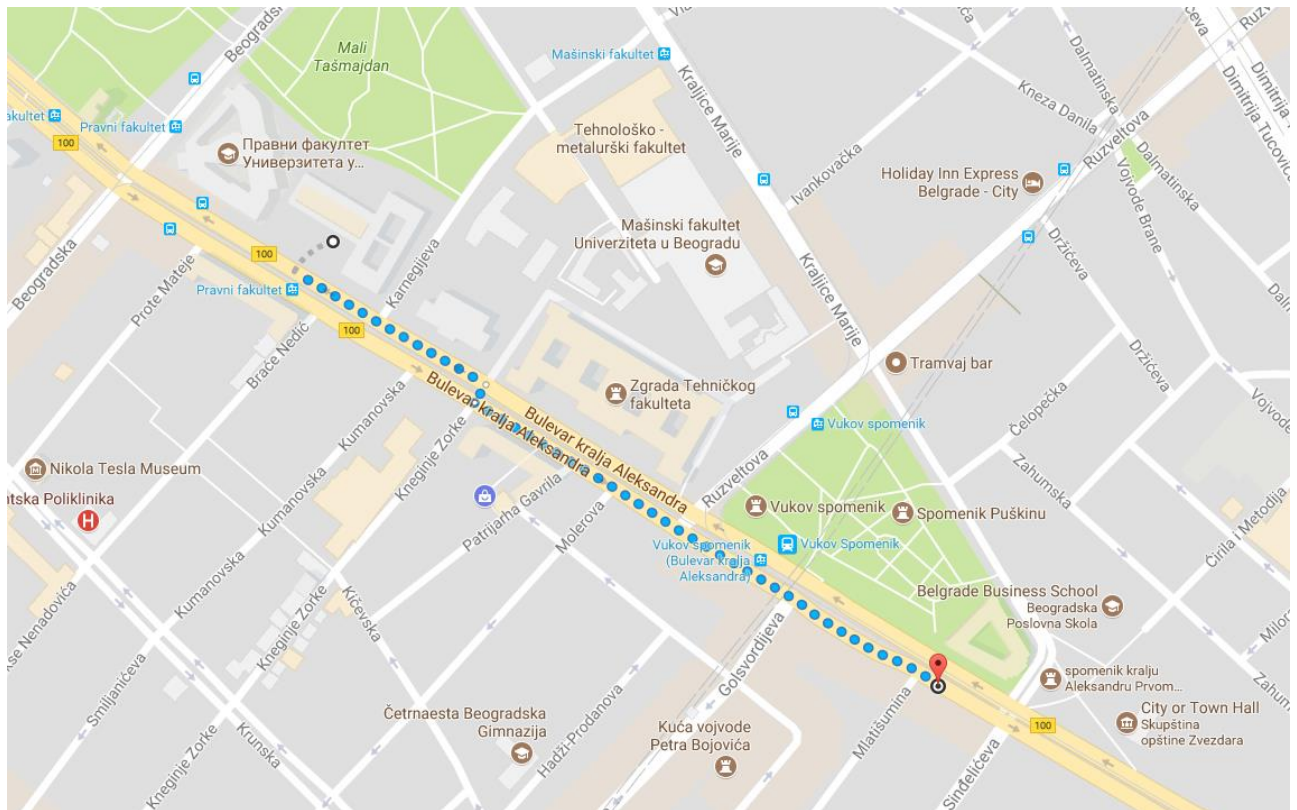 Beogradska
Mali
Tašmajdan
Mašinski fakultet
Kraljice Marije
Dalmatinska
Ruzveltova
Dimitrija Tucovića
Kneza Danila
Pravni fakultet
100
Правни факултет
Универзитета у...
Tehnološko -
metalurški fakultet
Ivankovačka
Holiday Inn Express
Belgrade - City
Vojvode Brane
Dalmatinska
Mašinski fakultet
Univerziteta u Beogradu
Karnegijeva
Kraljice Marije
Držićeva
Beogradska
Prote Mateje
100
Pravni fakultet
100
Braće Nedić
Tramvaj bar
Držićeva
Zgrada Tehničkog
fakulteta
Bulevar kralja Aleksandra
Bulevar kralja Aleksandra
Kumanovska
Kneginje Zorke
Vukov spomenik
Čelopečka
Nikola Tesla Museum
Kumanovska
Ruzveltova
Zahumska
Patrijarha Gavrila
Molerova
Vukov spomenik
Spomenik Puškinu
Kumanovska
Vukov spomenik
(Bulevar kralja
Aleksandra)
Vukov Spomenik
Ćirila i Metodija
Kičevska
Kneginje Zorke
Belgrade Business School
Beogradska
Poslovna Skola
Golsvordijeva
Smiljanićeva
Krunska
Četrnaesta Beogradska
Gimnazija
Hadži-Prodanova
Kuća vojvode
Petra Bojovića
Mlatišumina
spomenik kralju
Aleksandru Prvom...
100
City or Town Hall
Skupština
opštine Zvezdara
Zahumska
Kneginje Zorke
Sinđelićeva